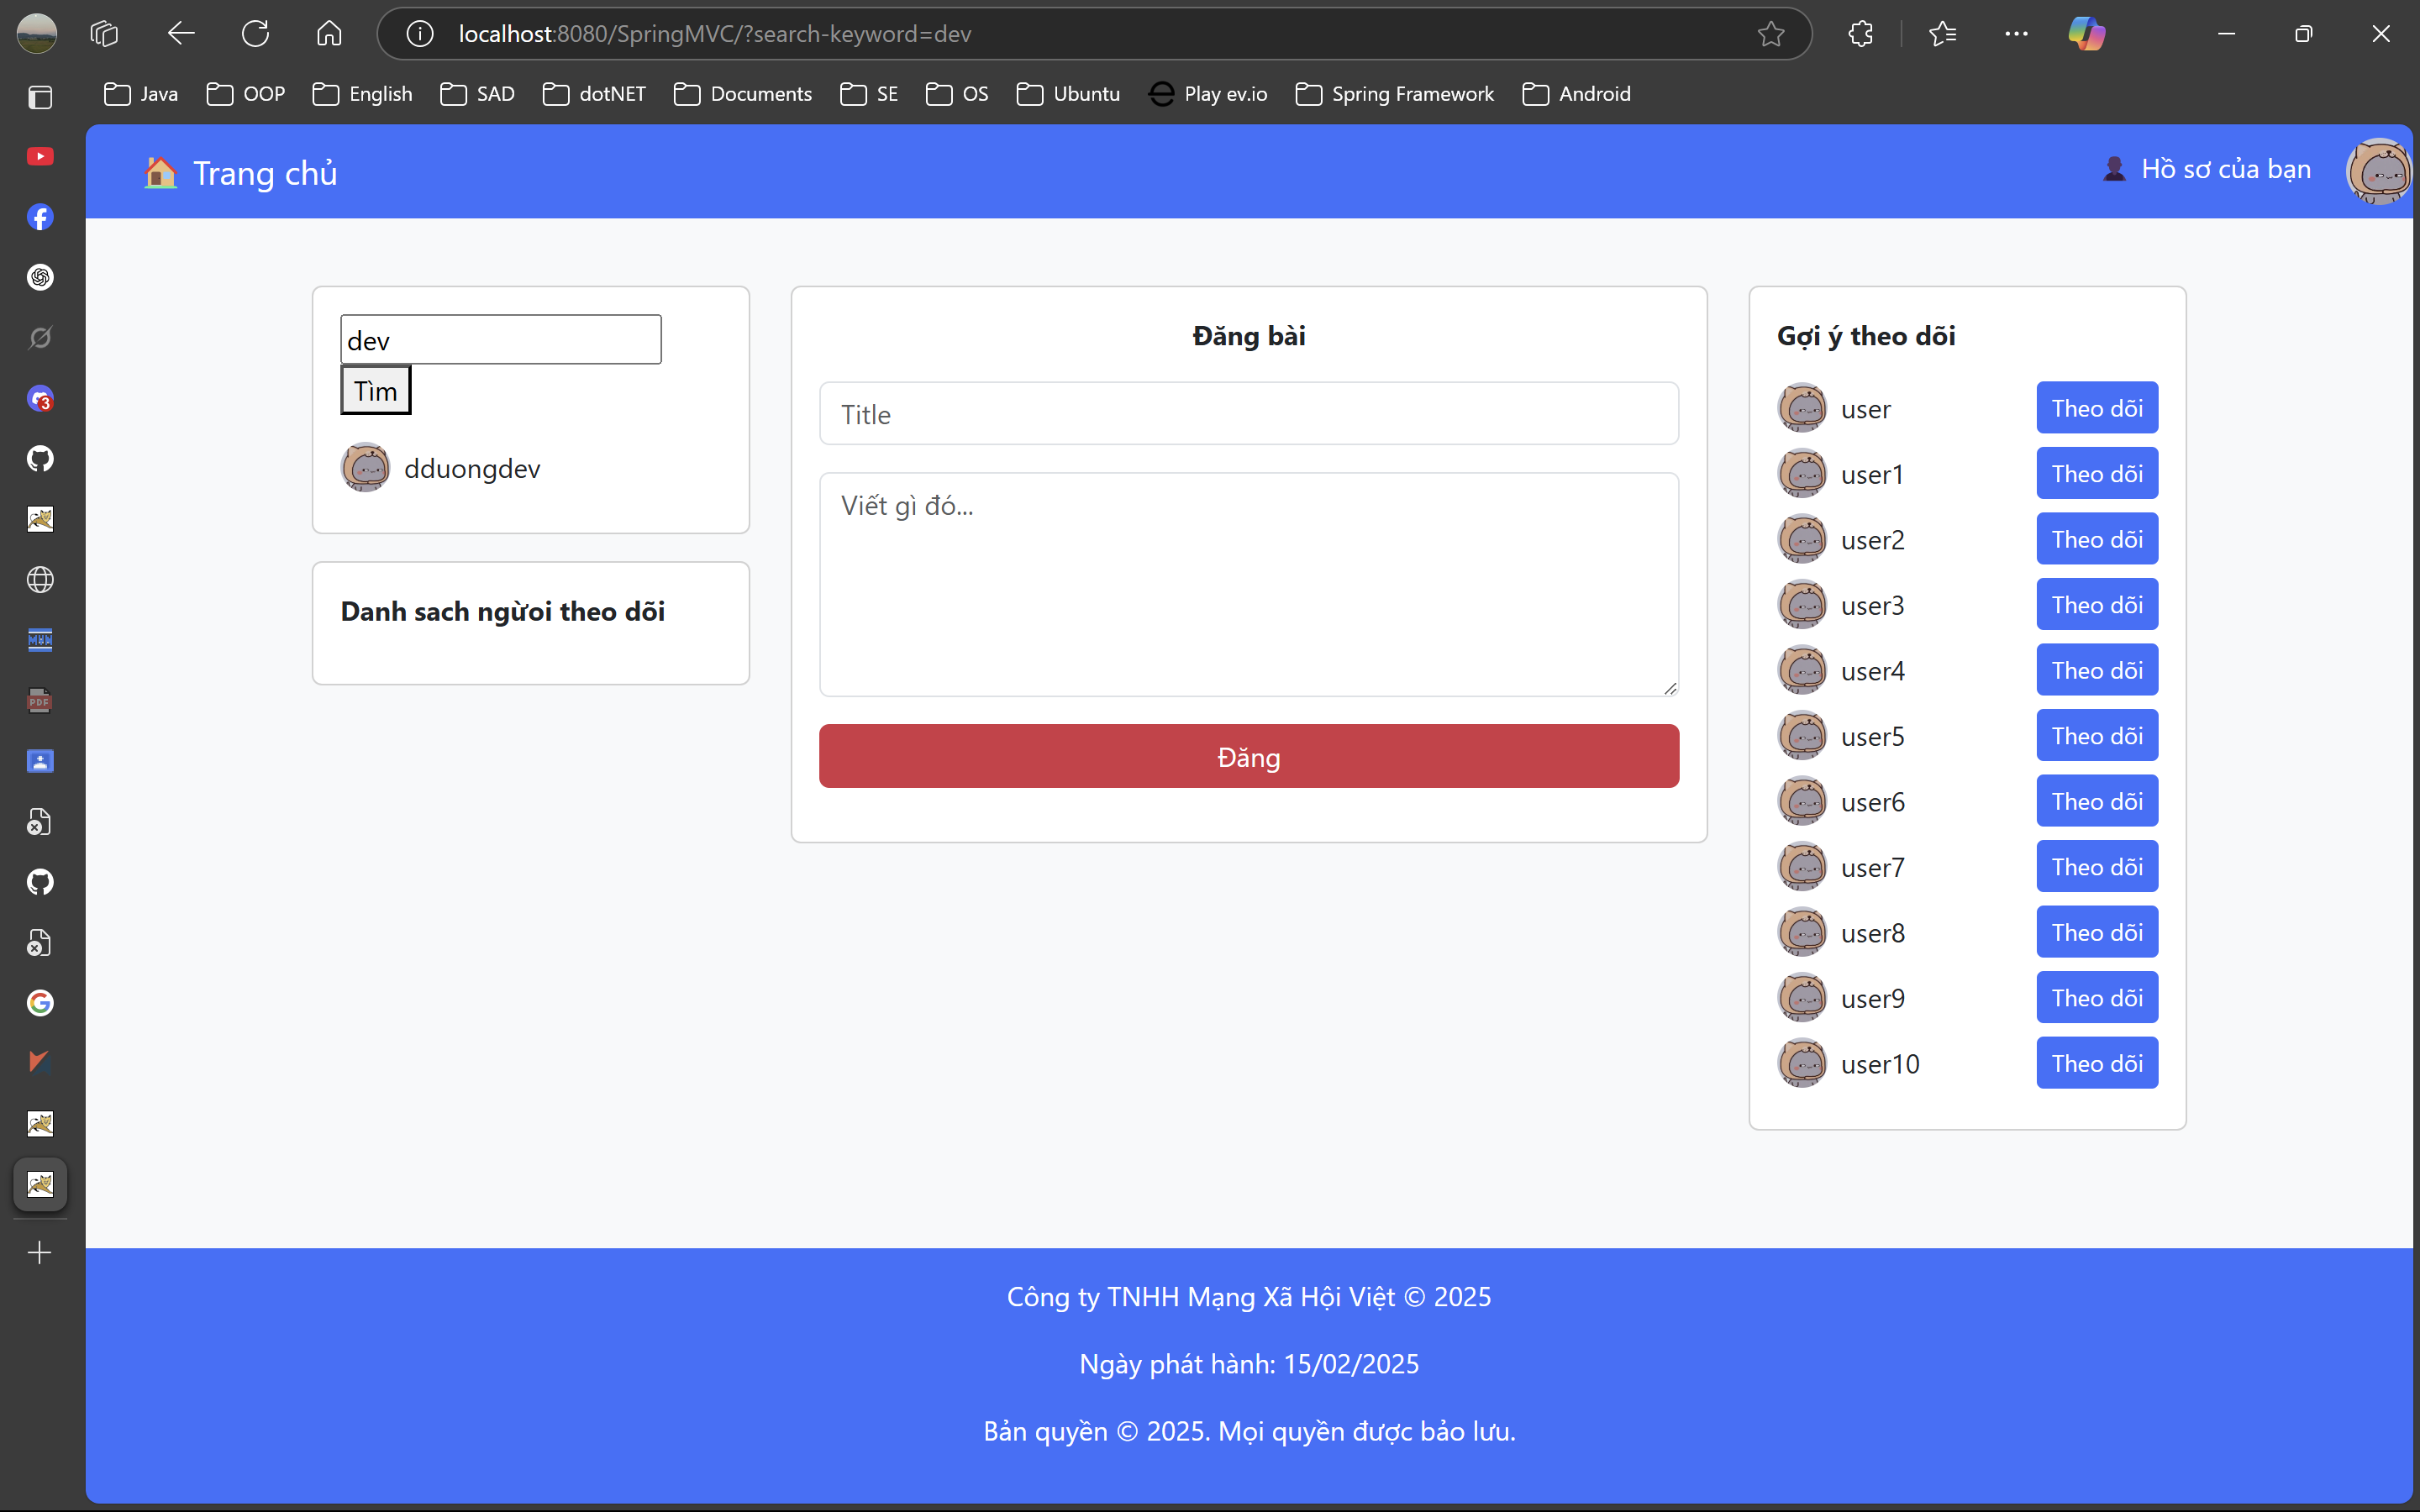 localhost:8080/SpringMVC/?search-keyword=dev
Java OOP English SAD dotNET Documents SE OS Ubuntu Play ev.io Spring Framework Android
3
PDF
Trang chủ
Hồ sơ của bạn
dev
Tìm
dduongdev
Danh sach ngừoi theo dõi
Đăng bài
Title
Viết gì đó...
Đăng
Gợi ý theo dõi
user Theo dõi
user1 Theo dõi
user2 Theo dõi
user3 Theo dõi
user4 Theo dõi
user5 Theo dõi
user6 Theo dõi
user7 Theo dõi
user8 Theo dõi
user9 Theo dõi
user10 Theo dõi
Công ty TNHH Mạng Xã Hội Việt © 2025
Ngày phát hành: 15/02/2025
Bản quyền © 2025. Mọi quyền được bảo lưu.